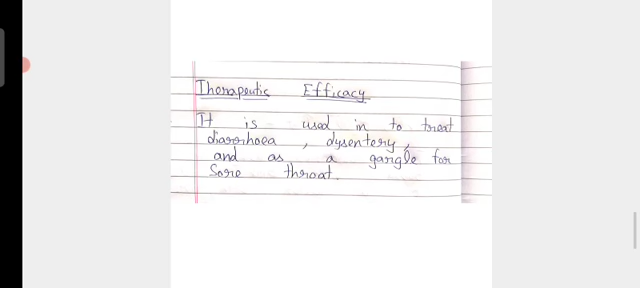 Therapeutic Efficacy
It is used in to treat
diarrhoea, dysentery,
and as a gargle for
Sore throat.